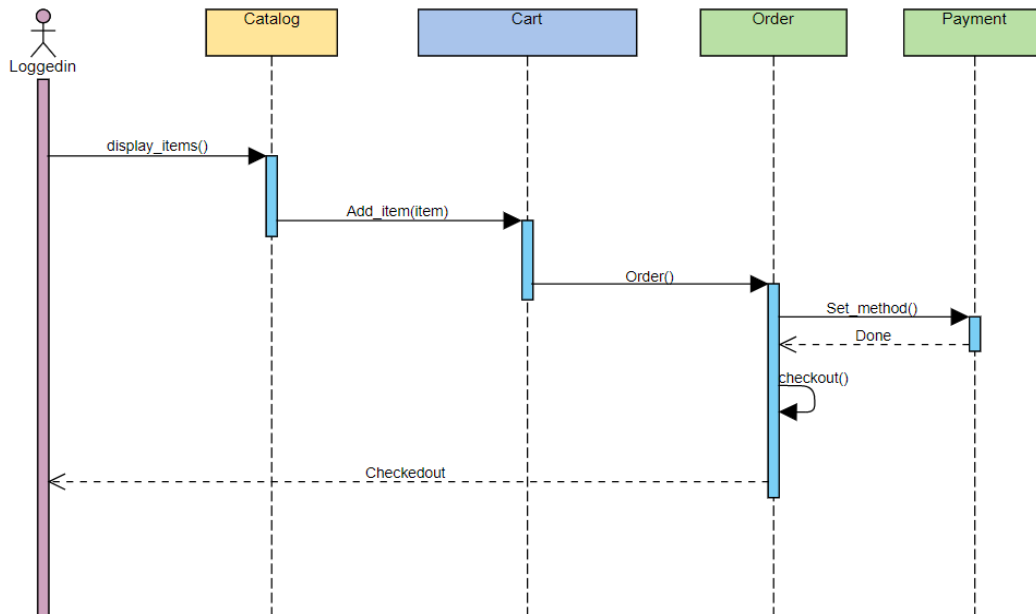 Catalog
Cart
Order
Payment
Loggedin
display_items()
Add_item(item)
Order()
Set_method()
Done
checkout()
Checkedout